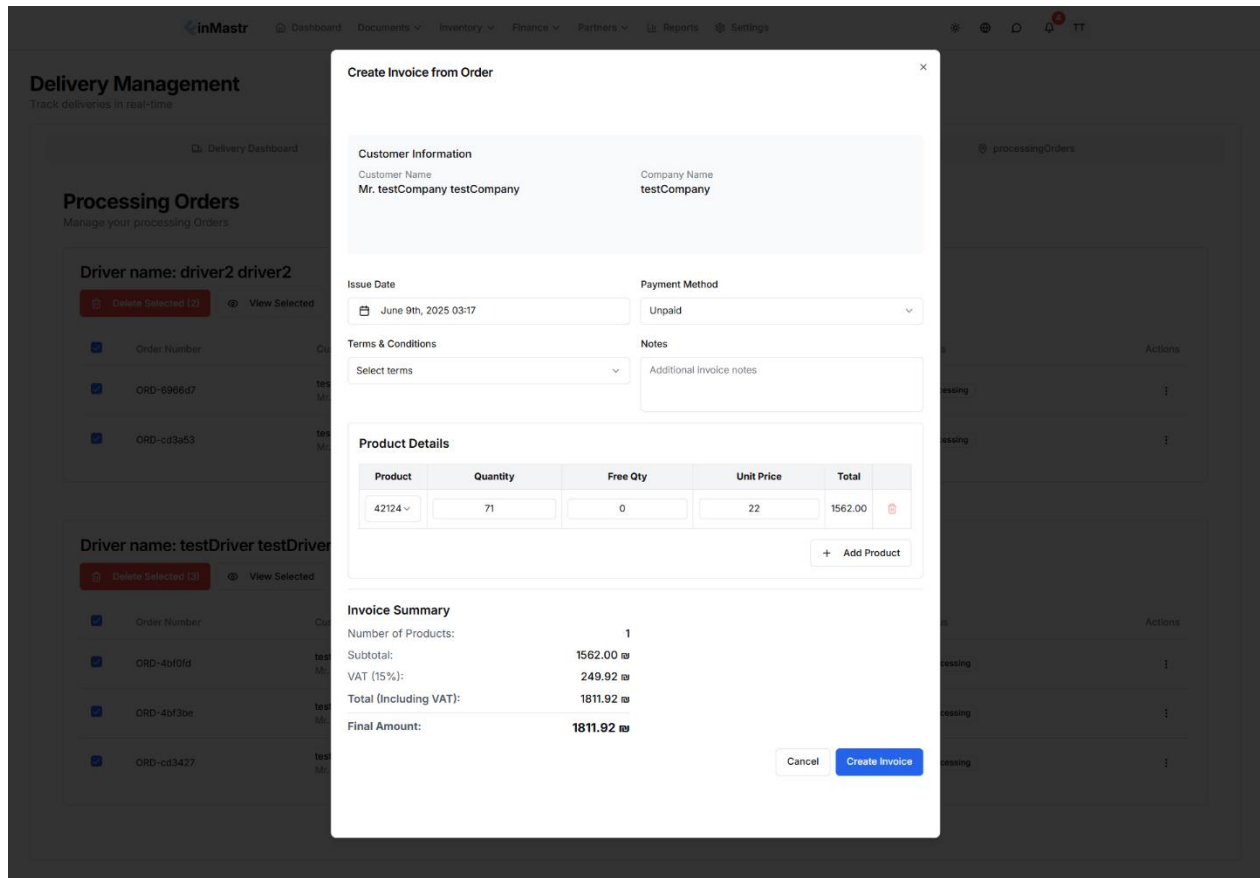 inMastr Dashboard Documents Inventory Finance Partners Reports Settings 4 TT
Delivery Management
Track deliveries in real-time
Delivery Dashboard
processingOrders
Processing Orders
Manage your processing Orders
Driver name: driver2 driver2
Delete Selected (2) View Selected
Order Number
Actions
ORD-6966d7
ORD-cd3a53
Driver name: testDriver testDriver
Delete Selected (3) View Selected
Order Number
Actions
ORD-4bf0fd
ORD-4bf3be
ORD-cd3427
Create Invoice from Order
Customer Information
Customer Name Company Name
Mr. testCompany testCompany testCompany
Issue Date Payment Method
June 9th, 2025 03:17 Unpaid
Terms & Conditions Notes
Select terms Additional invoice notes
Product Details
Product Quantity Free Qty Unit Price Total
42124 71 0 22 1562.00
+ Add Product
Invoice Summary
Number of Products: 1
Subtotal: 1562.00 ₪
VAT (15%): 249.92 ₪
Total (Including VAT): 1811.92 ₪
Final Amount: 1811.92 ₪
Cancel Create Invoice